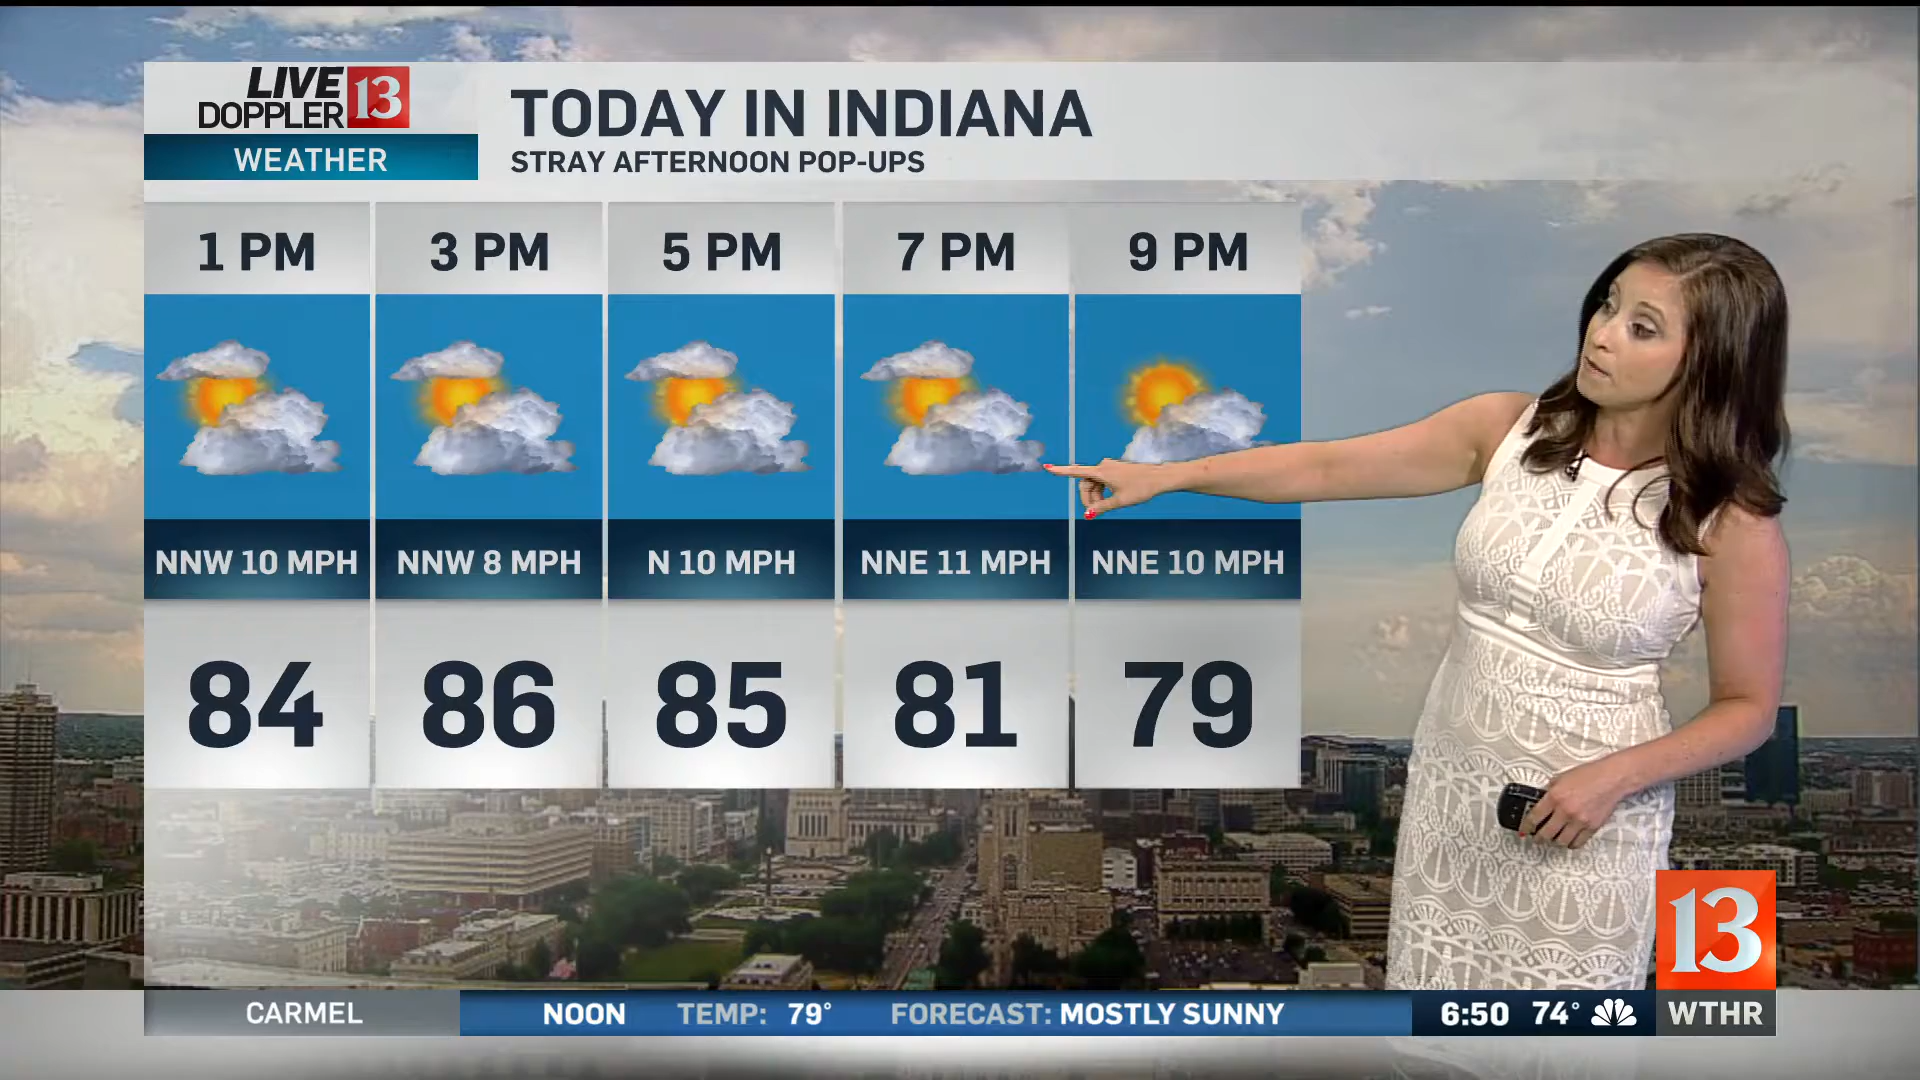 LIVE
DOPPLER 13
WEATHER
TODAY IN INDIANA
STRAY AFTERNOON POP-UPS
1 PM 3 PM 5 PM 7 PM 9 PM
NNW 10 MPH NNW 8 MPH N 10 MPH NNE 11 MPH NNE 10 MPH
84 86 85 81 79
13
CARMEL NOON TEMP: 79° FORECAST: MOSTLY SUNNY 6:50 74° WTHR